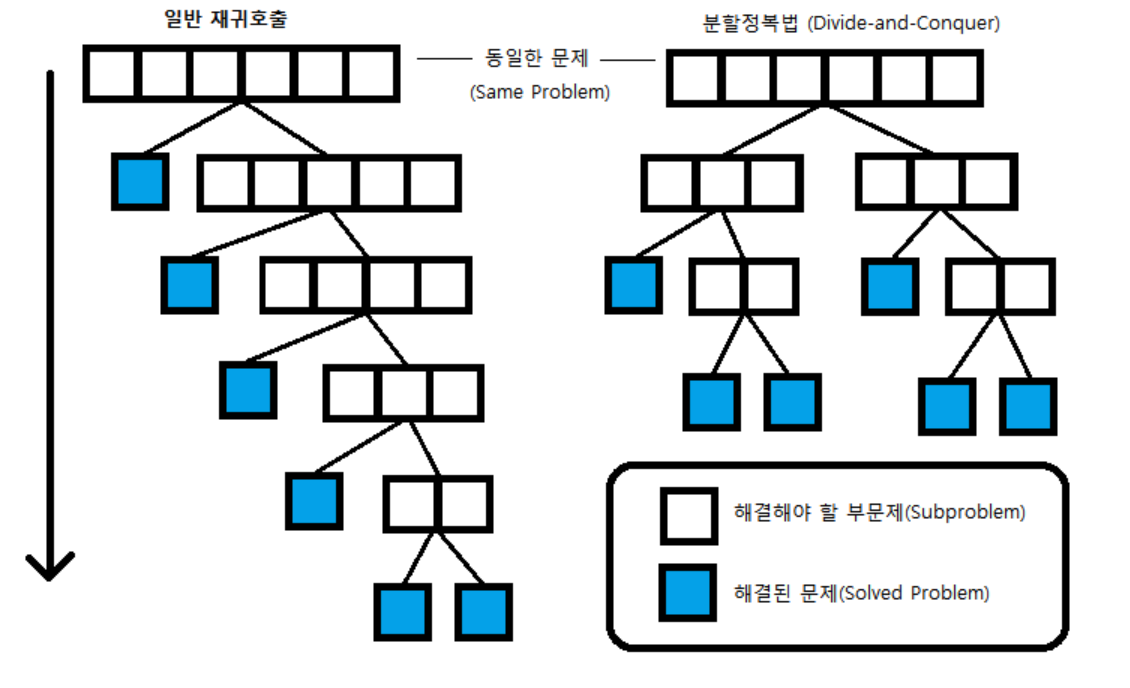 일반 재귀호출
분할정복법 (Divide-and-Conquer)
동일한 문제
(Same Problem)
해결해야 할 부문제(Subproblem)
해결된 문제(Solved Problem)